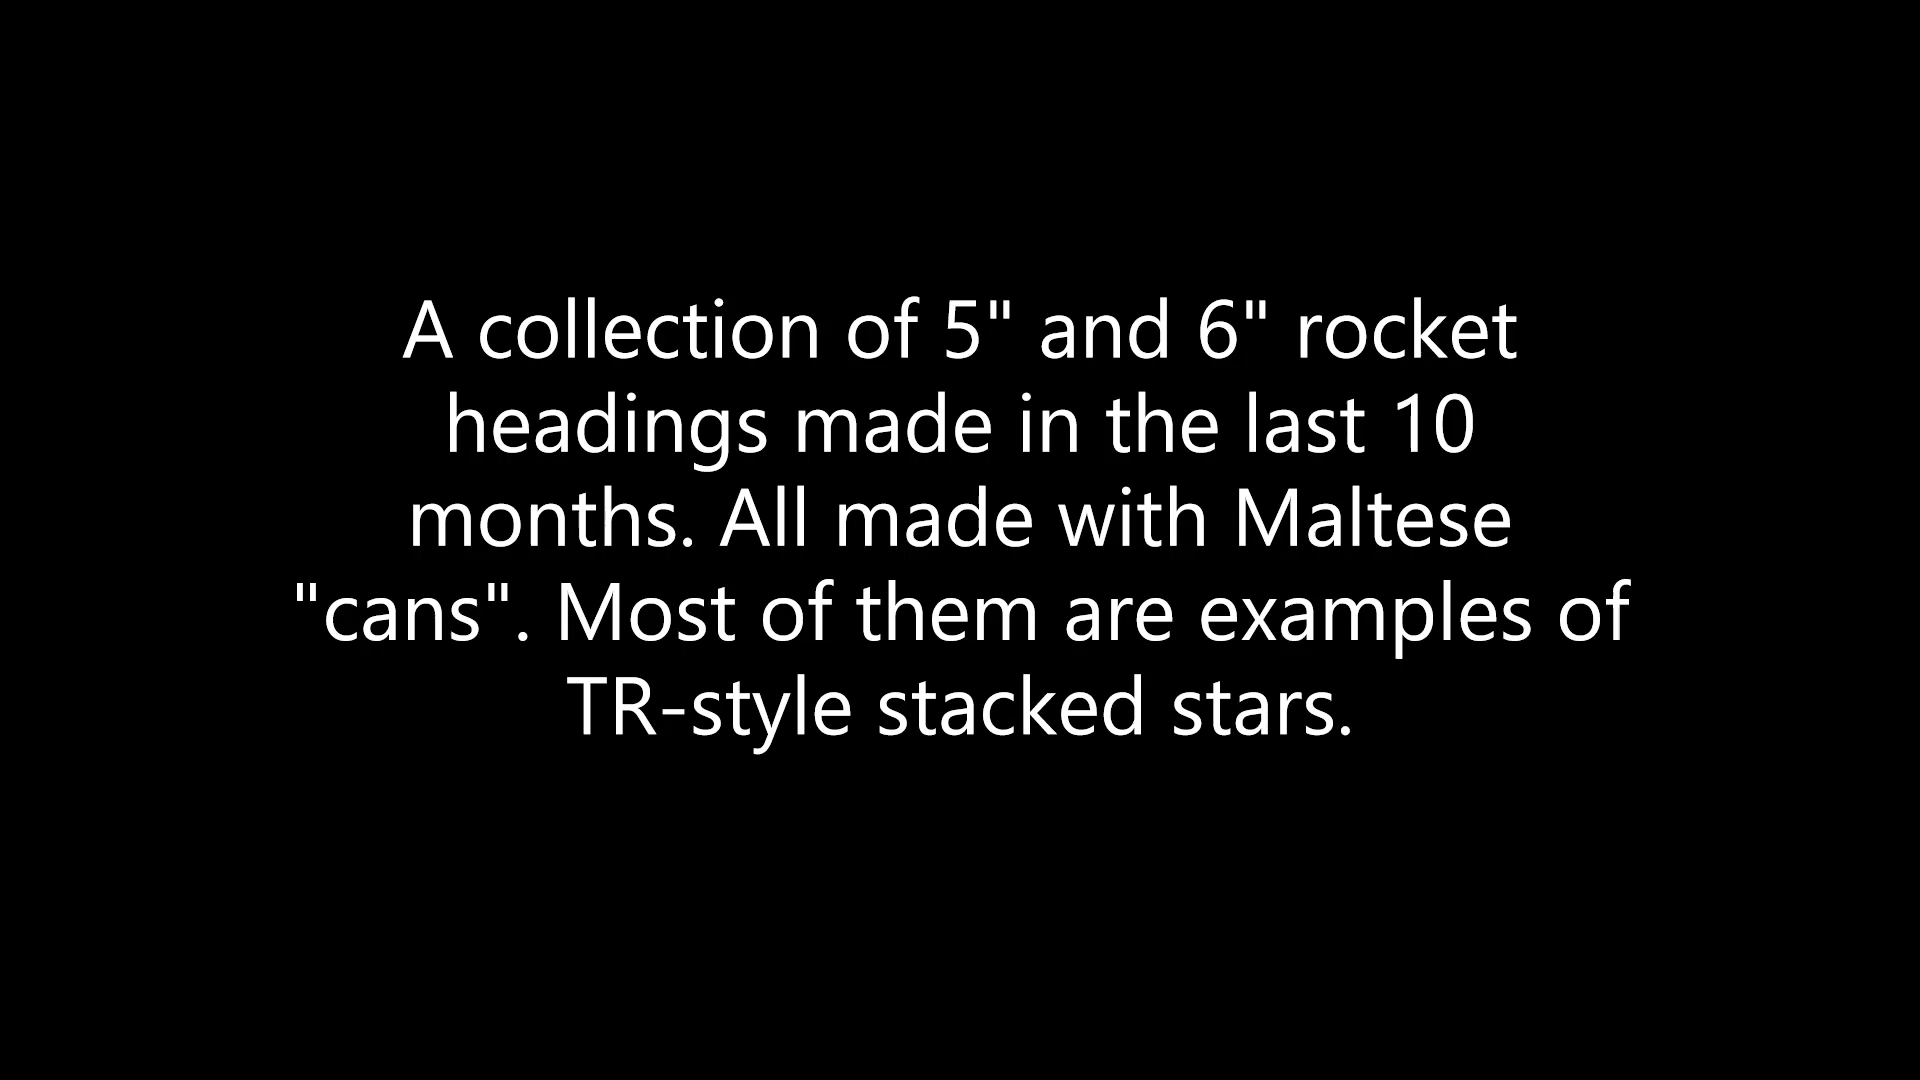 A collection of 5" and 6" rocket
headings made in the last 10
months. All made with Maltese
"cans". Most of them are examples of
TR-style stacked stars.